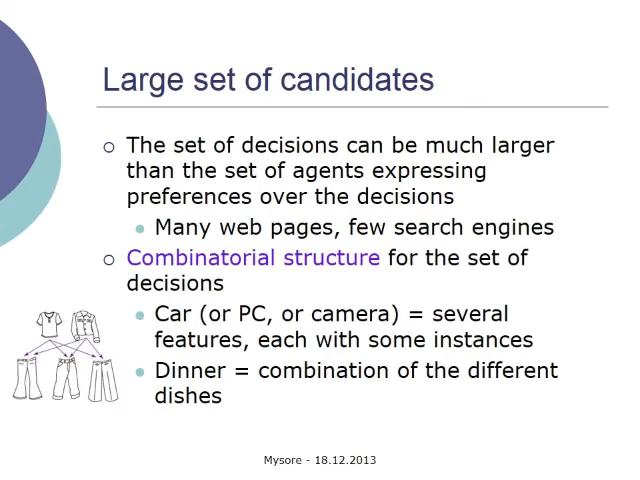 Large set of candidates
The set of decisions can be much larger
than the set of agents expressing
preferences over the decisions
Many web pages, few search engines
Combinatorial structure for the set of
decisions
Car (or PC, or camera) = several
features, each with some instances
Dinner = combination of the different
dishes
Mysore - 18.12.2013